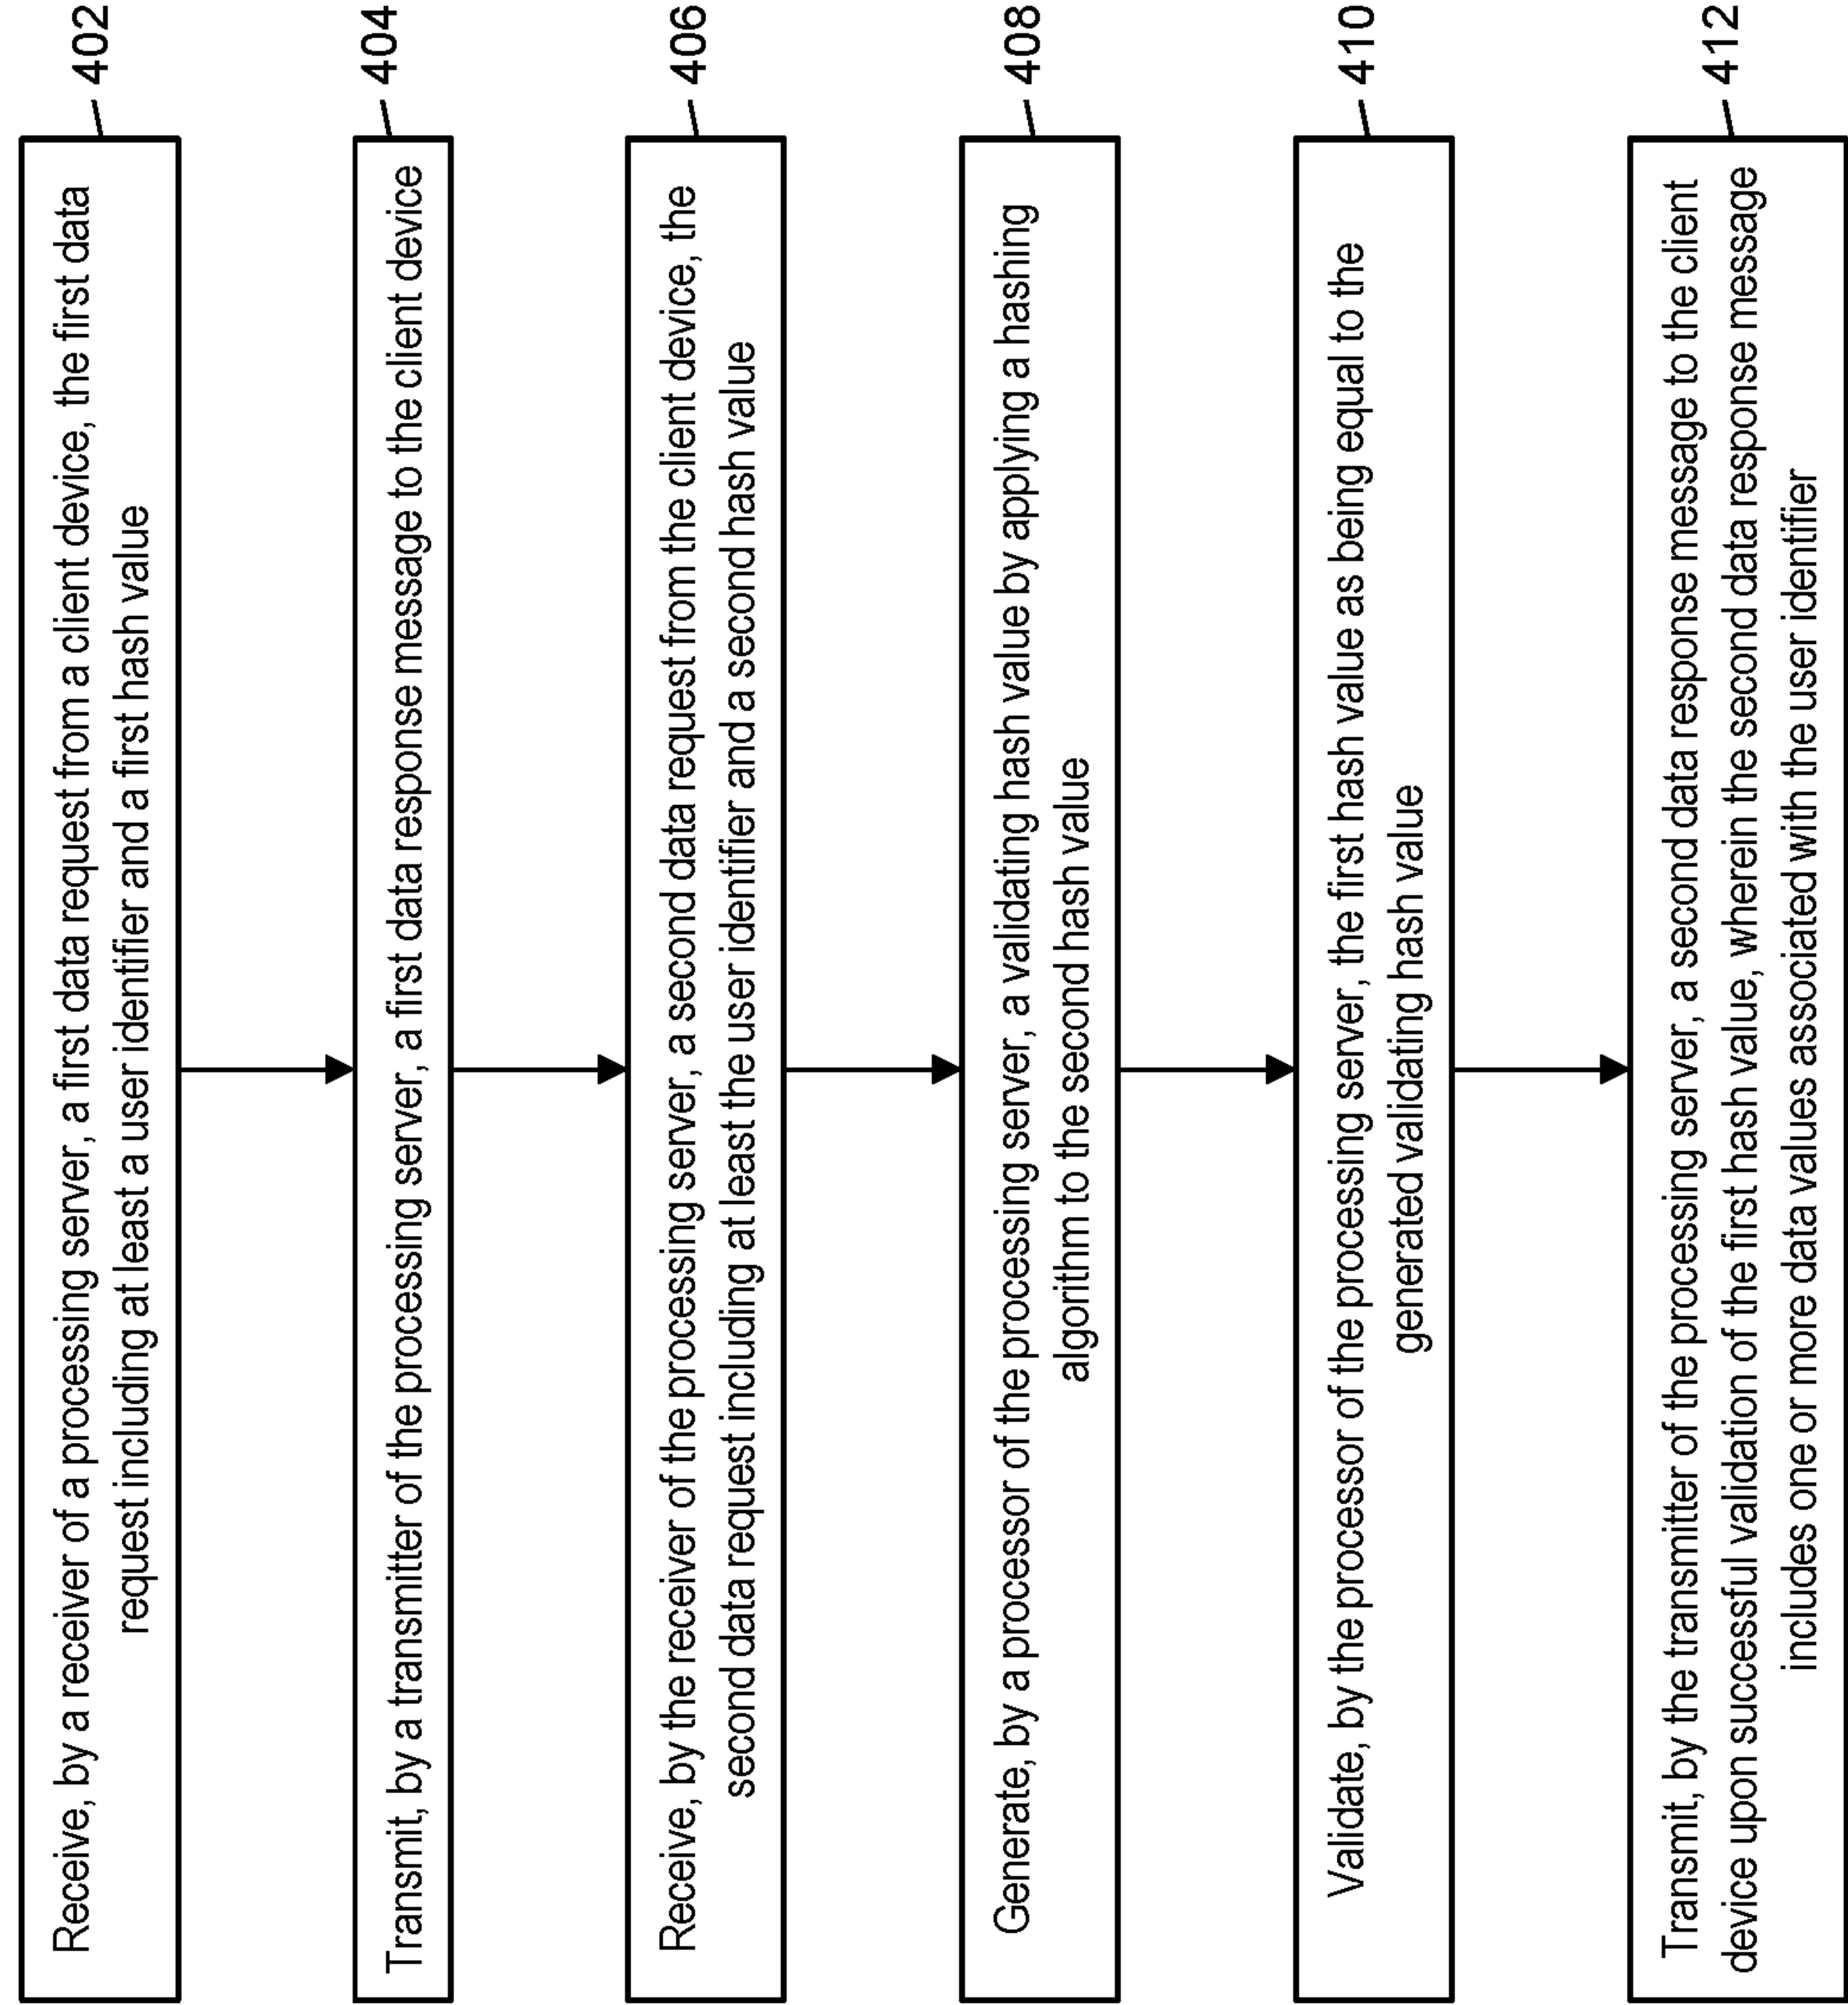 Receive, by a receiver of a processing server, a first data request from a client device, the first data
request including at least a user identifier and a first hash value
402
Transmit, by a transmitter of the processing server, a first data response message to the client device
404
Receive, by the receiver of the processing server, a second data request from the client device, the
second data request including at least the user identifier and a second hash value
406
Generate, by a processor of the processing server, a validating hash value by applying a hashing
algorithm to the second hash value
408
Validate, by the processor of the processing server, the first hash value as being equal to the
generated validating hash value
410
Transmit, by the transmitter of the processing server, a second data response message to the client
device upon successful validation of the first hash value, wherein the second data response message
includes one or more data values associated with the user identifier
412